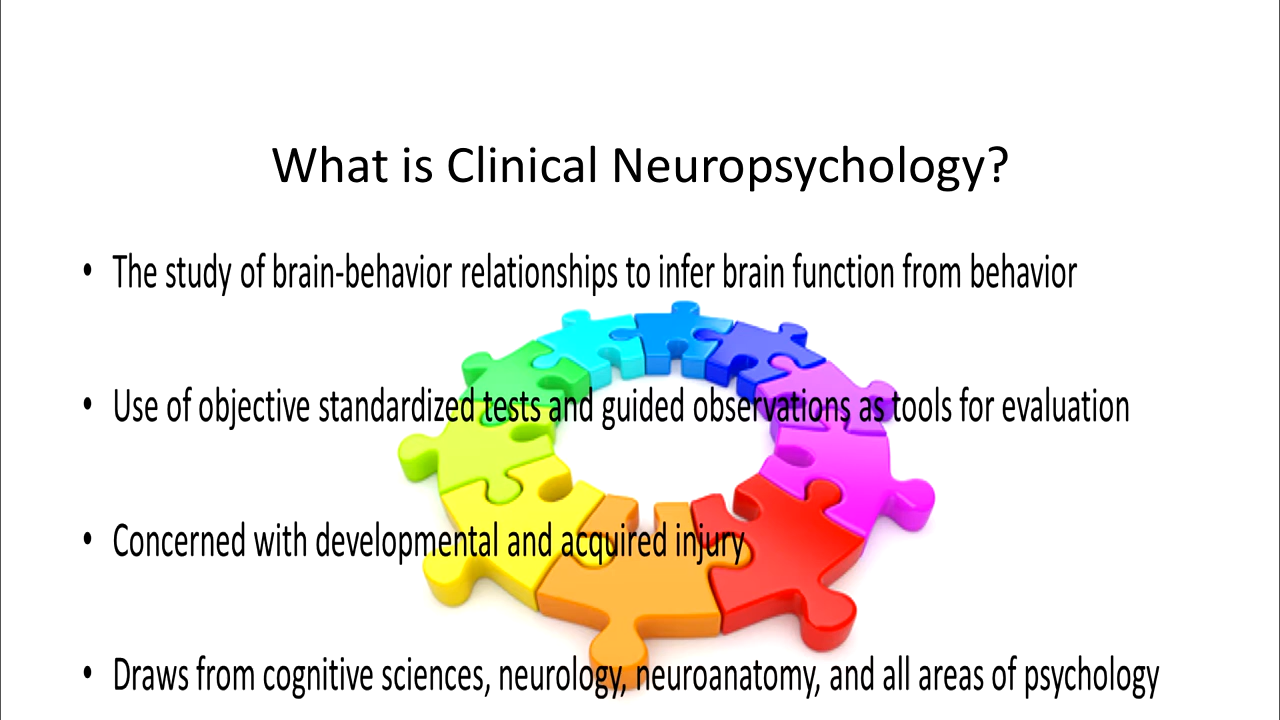 What is Clinical Neuropsychology?
• The study of brain-behavior relationships to infer brain function from behavior
• Use of objective standardized tests and guided observations as tools for evaluation
• Concerned with developmental and acquired injury
• Draws from cognitive sciences, neurology, neuroanatomy, and all areas of psychology